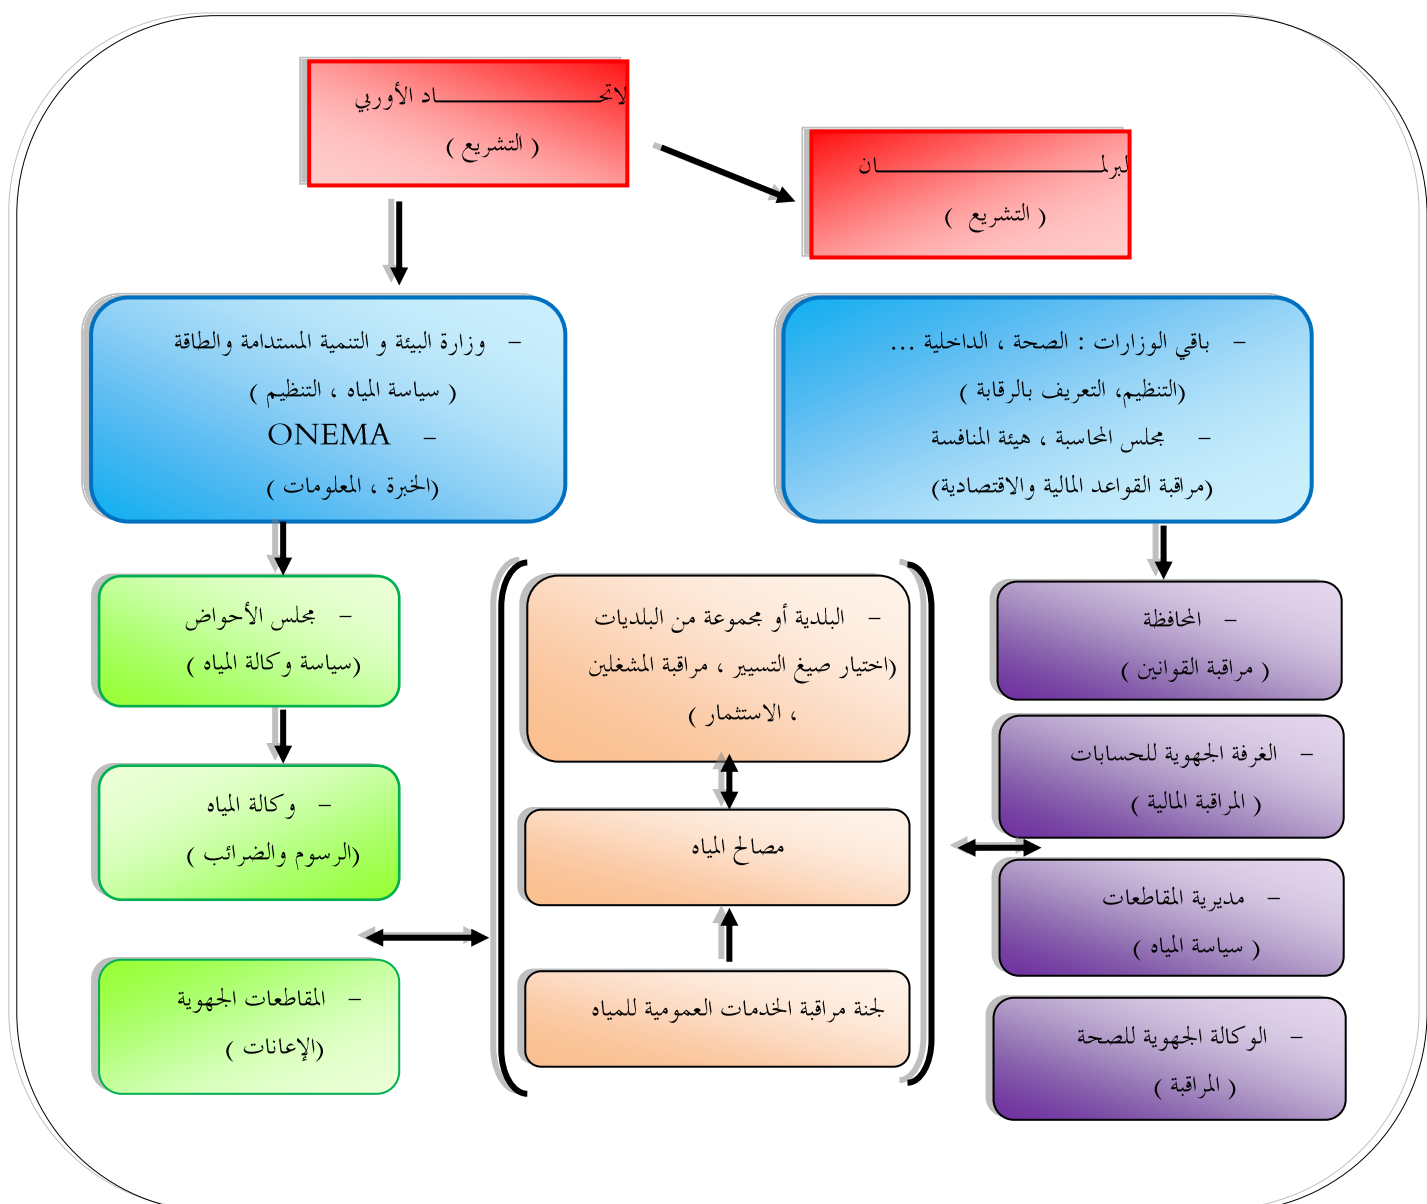 لاتحـــــــــــــــاد الأوربي
( التشريع )
لبرلمــــــــــــــــــــان
( التشريع )
- وزارة البيئة و التنمية المستدامة والطاقة
( سياسة المياه ، التنظيم )
- ONEMA
(الخبرة ، المعلومات )
- باقي الوزارات : الصحة ، الداخلية ...
(التنظيم، التعريف بالرقابة )
- مجلس المحاسبة ، هيئة المنافسة
(مراقبة القواعد المالية والاقتصادية)
- مجلس الأحواض
(سياسة وكالة المياه )
- وكالة المياه
(الرسوم والضرائب )
- المقاطعات الجهوية
(الإعانات )
- البلدية أو مجموعة من البلديات
(اختيار صيغ التسيير ، مراقبة المشغلين
، الاستثمار )
مصالح المياه
لجنة مراقبة الخدمات العمومية للمياه
- المحافظة
( مراقبة القوانين )
- الغرفة الجهوية للحسابات
( المراقبة المالية )
- مديرية المقاطعات
( سياسة المياه )
- الوكالة الجهوية للصحة
( المراقبة )